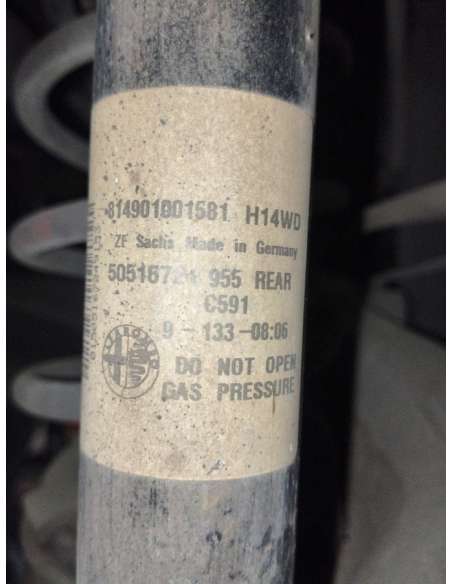 814901001581 H14WD
ZF Sachs Made in Germany
50516724 955 REAR
C591
9-133-08:06
DO NOT OPEN
GAS PRESSURE